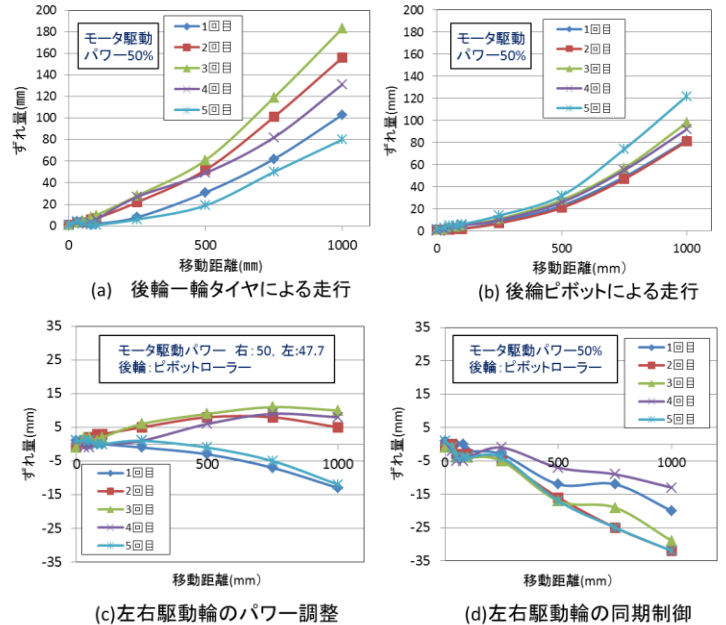 200
180
160
140
120
100
80
60
40
20
0
ずれ量(㎜)
モータ駆動
パワー50%
1回目
2回目
3回目
4回目
5回目
0
500
1000
移動距離(㎜)
(a) 後輪一輪タイヤによる走行
200
180
160
140
120
100
80
60
40
20
0
ずれ量(mm)
モータ駆動
パワー50%
1回目
2回目
3回目
4回目
5回目
0
500
1000
移動距離(mm)
(b) 後綸ピボットによる走行
35
25
15
5
-5
-15
-25
-35
ずれ量(mm)
モータ駆動パワー 右:50, 左:47.7
後輪:ピボットローラー
0
500
1000
1回目
2回目
3回目
4回目
5回目
移動距離(mm)
(c)左右駆動輪のパワー調整
35
25
15
5
-5
-15
-25
-35
ずれ量(mm)
モータ駆動パワー50%
後輪:ピボットローラー
1回目
2回目
3回目
4回目
5回目
0
500
1000
移動距離(mm)
(d)左右駆動輪の同期制御